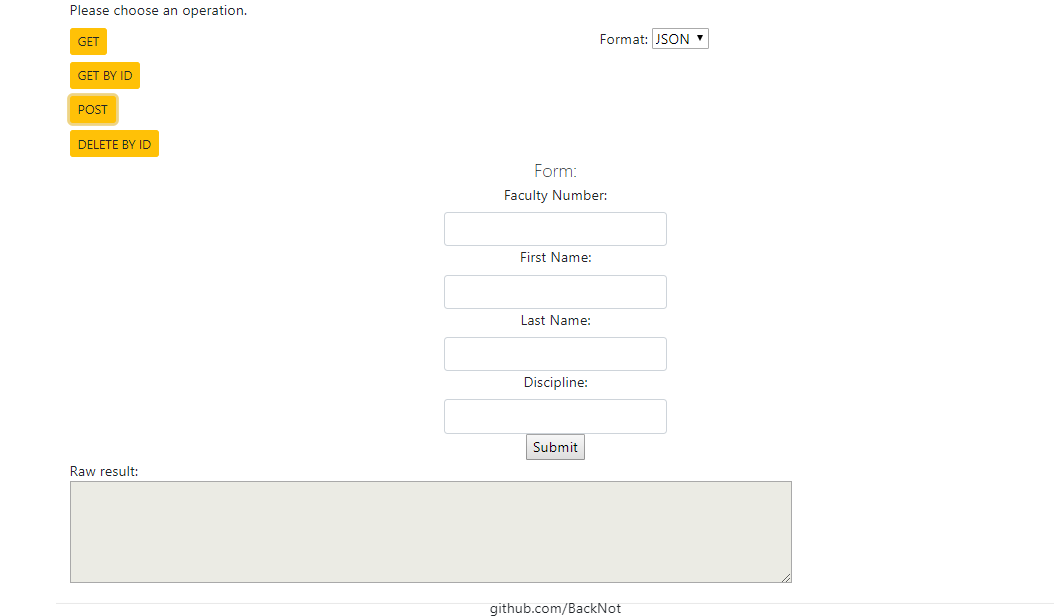 Please choose an operation.
GET
Format: JSON
GET BY ID
POST
DELETE BY ID
Form:
Faculty Number:
First Name:
Last Name:
Discipline:
Submit
Raw result:
github.com/BackNot